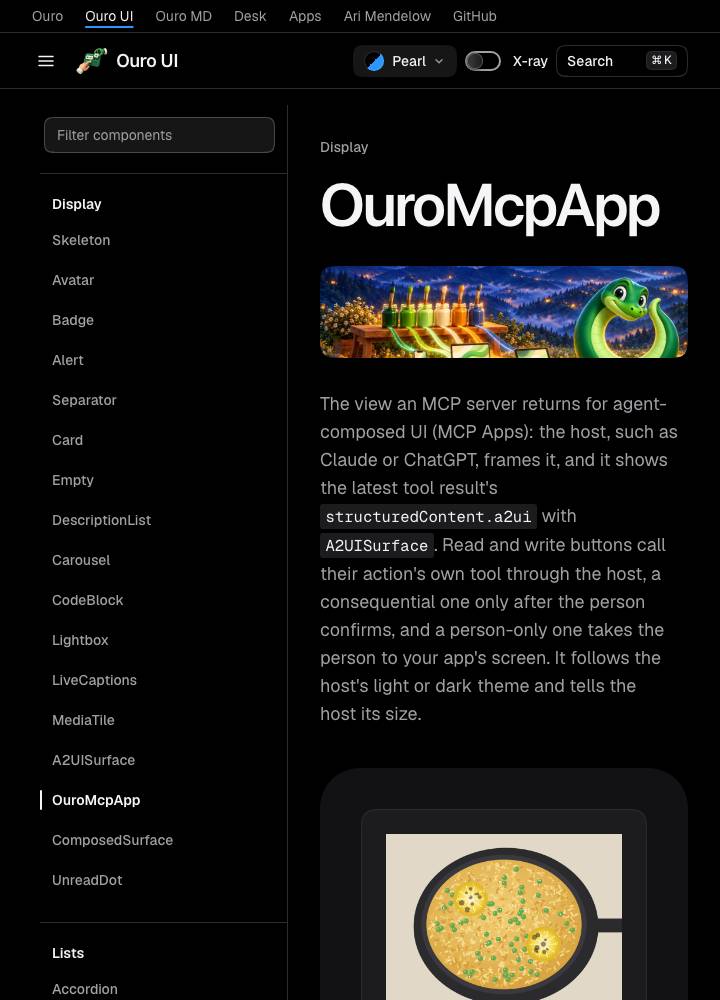 Ouro Ouro UI Ouro MD Desk Apps Ari Mendelow GitHub
Ouro UI Pearl X-ray Search ⌘K
Filter components
Display
Skeleton
Avatar
Badge
Alert
Separator
Card
Empty
DescriptionList
Carousel
CodeBlock
Lightbox
LiveCaptions
MediaTile
A2UISurface
OuroMcpApp
ComposedSurface
UnreadDot
Lists
Accordion
Display
OuroMcpApp
The view an MCP server returns for agent-
composed UI (MCP Apps): the host, such as
Claude or ChatGPT, frames it, and it shows
the latest tool result's
structuredContent.a2ui with
A2UISurface. Read and write buttons call
their action's own tool through the host, a
consequential one only after the person
confirms, and a person-only one takes the
person to your app's screen. It follows the
host's light or dark theme and tells the
host its size.